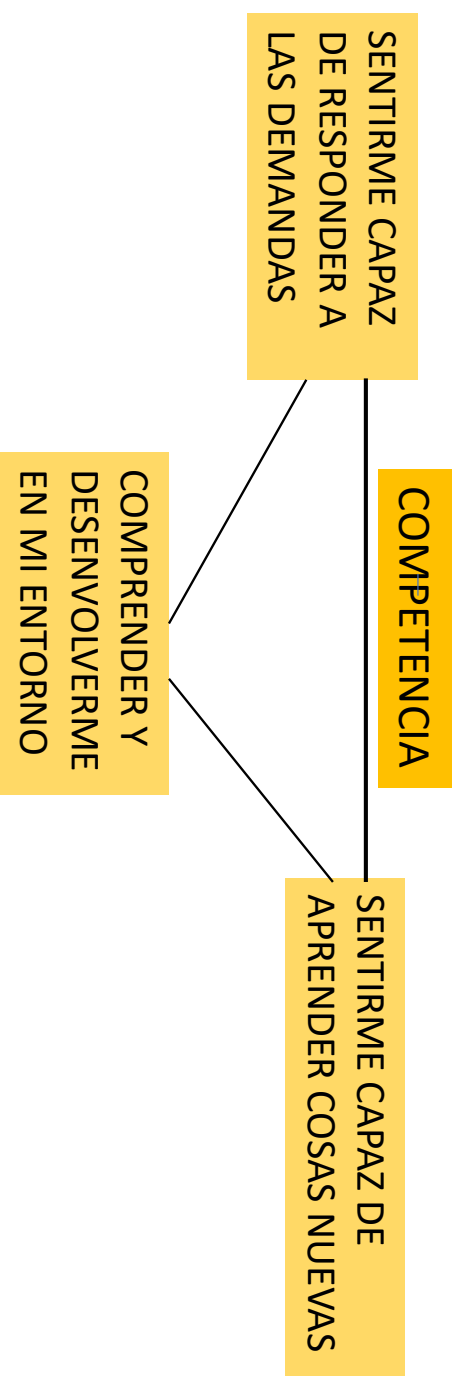 COMPETENCIA
SENTIRME CAPAZ
DE RESPONDER A
LAS DEMANDAS
SENTIRME CAPAZ DE
APRENDER COSAS NUEVAS
COMPRENDER Y
DESENVOLVERME
EN MI ENTORNO